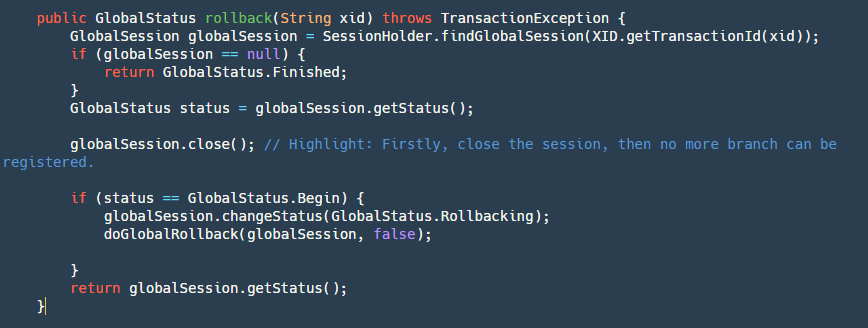 public GlobalStatus rollback(String xid) throws TransactionException {
GlobalSession globalSession = SessionHolder.findGlobalSession(XID.getTransactionId(xid));
if (globalSession == null) {
return GlobalStatus.Finished;
}
GlobalStatus status = globalSession.getStatus();
globalSession.close(); // Highlight: Firstly, close the session, then no more branch can be
registered.
if (status == GlobalStatus.Begin) {
globalSession.changeStatus(GlobalStatus.Rollbacking);
doGlobalRollback(globalSession, false);
}
return globalSession.getStatus();
}